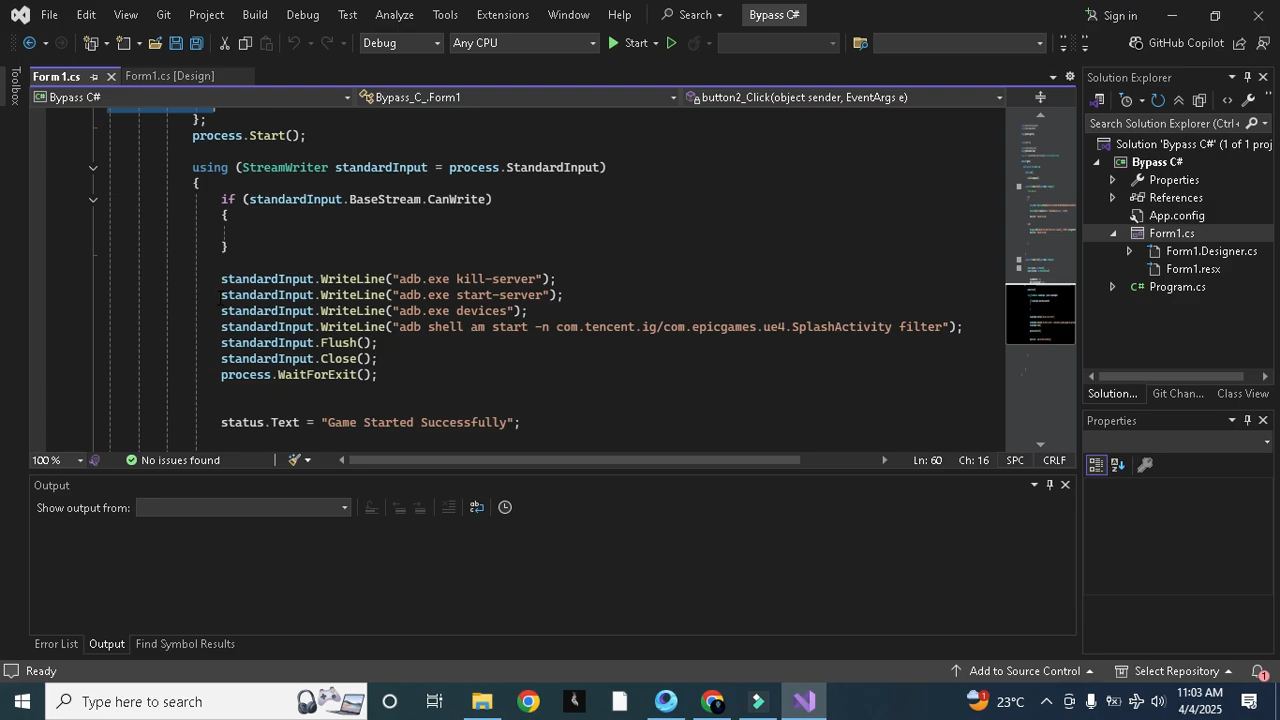 File Edit View Git Project Build Debug Test Analyze Tools Extensions Window Help Search Bypass C# Sign in
Debug Any CPU Start GitHub Copilot
Toolbox
Form1.cs Form1.cs [Design]
Bypass C# Bypass_C_.Form1 button2_Click(object sender, EventArgs e)
};
process.Start();
using (StreamWriter standardInput = process.StandardInput)
{
if (standardInput.BaseStream.CanWrite)
{
}
standardInput.WriteLine("adb.exe kill-server");
standardInput.WriteLine("adb.exe start-server");
standardInput.WriteLine("adb.exe devices");
standardInput.WriteLine("adb shell am start -n com.tencent.ig/com.epicgames. SplashActivity filter");
standardInput.Flush();
standardInput.Close();
process.WaitForExit();
status.Text = "Game Started Successfully";
100 % No issues found Ln: 60 Ch: 16 SPC CRLF
Output
Show output from:
Error List Output Find Symbol Results
Solution Explorer
Search Solution Explorer (Ctrl+
Solution 'Bypass C#' (1 of 1 proj
Bypass C#
Properties
References
App.config
Form1.cs
Form1.Designer.cs
Program.cs
Solution... Git Chan... Class View
Properties
Ready Add to Source Control Select Repository 1
Type here to search 1 23°C 11:03 AM
4/4/2025